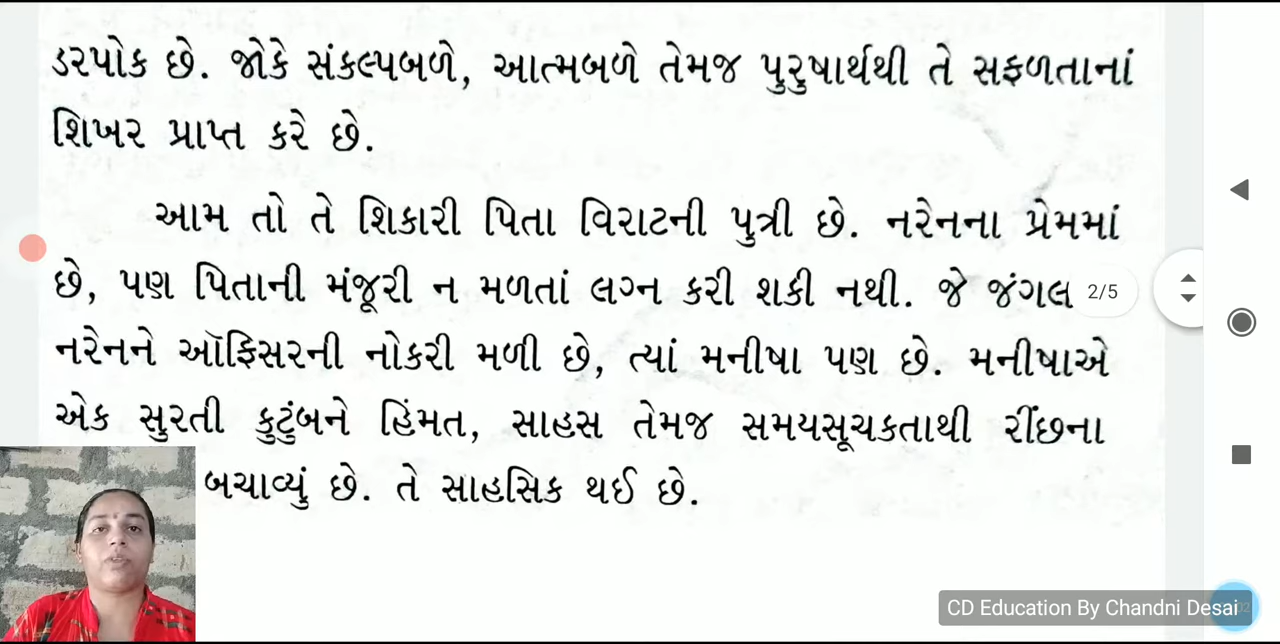 ડરપોક છે. જોકે સંકલ્પબળે, આત્મબળે તેમજ પુરુષાર્થથી તે સફળતાનાં
શિખર પ્રાપ્ત કરે છે.
આમ તો તે શિકારી પિતા વિરાટની પુત્રી છે. નરેનના પ્રેમમાં
છે, પણ પિતાની મંજૂરી ન મળતાં લગ્ન કરી શકી નથી. જે જંગલ
2/5
નરેનને ઑફિસરની નોકરી મળી છે, ત્યાં મનીષા પણ છે. મનીષાએ
એક સુરતી કુટુંબને હિંમત, સાહસ તેમજ સમયસૂચકતાથી રીંછના
બચાવ્યું છે. તે સાહસિક થઈ છે.
CD Education By Chandni Desai